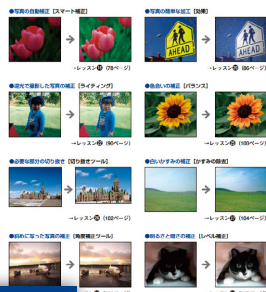 ●写真の自動補正［スマート補正］
→レッスン⑲（78ページ）
●写真の簡単な加工［効果］
AHEAD
AHEAD
（86ページ）
●逆光で撮影した写真の補正［ライティング］
→レッスン（90ページ）
●色合いの補正［バランス］
→レッスン（100ページ）
●必要な部分の切り抜き［切り抜きツール］
→レッスン（102ページ）
●白いかすみの補正［かすみの除去］
→レッスン（104ページ）
●斜めになった写真の補正［角度補正ツール］
●明るさと暗さの補正［レベル補正］